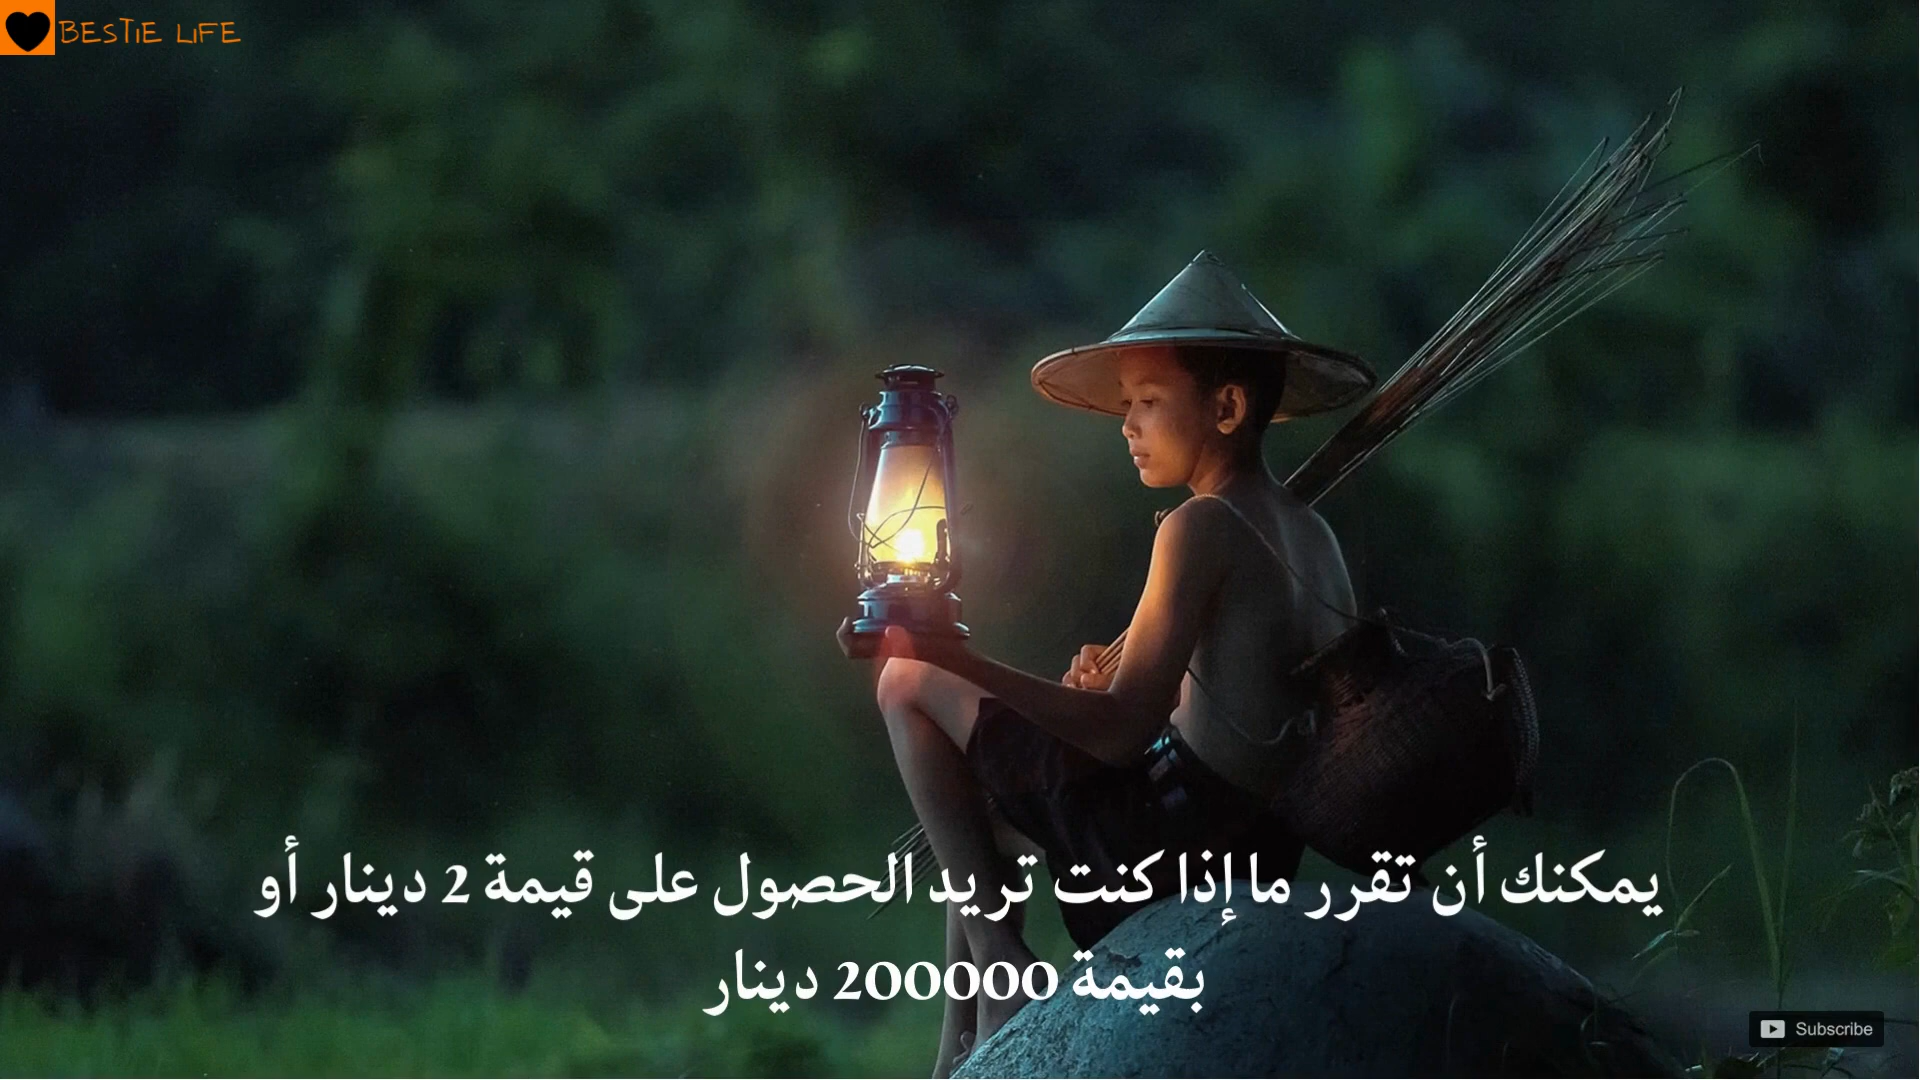 BESTIE LIFE
يمكنك أن تقرر ما إذا كنت تريد الحصول على قيمة 2 دينار أو
بقيمة 200000 دينار
Subscribe